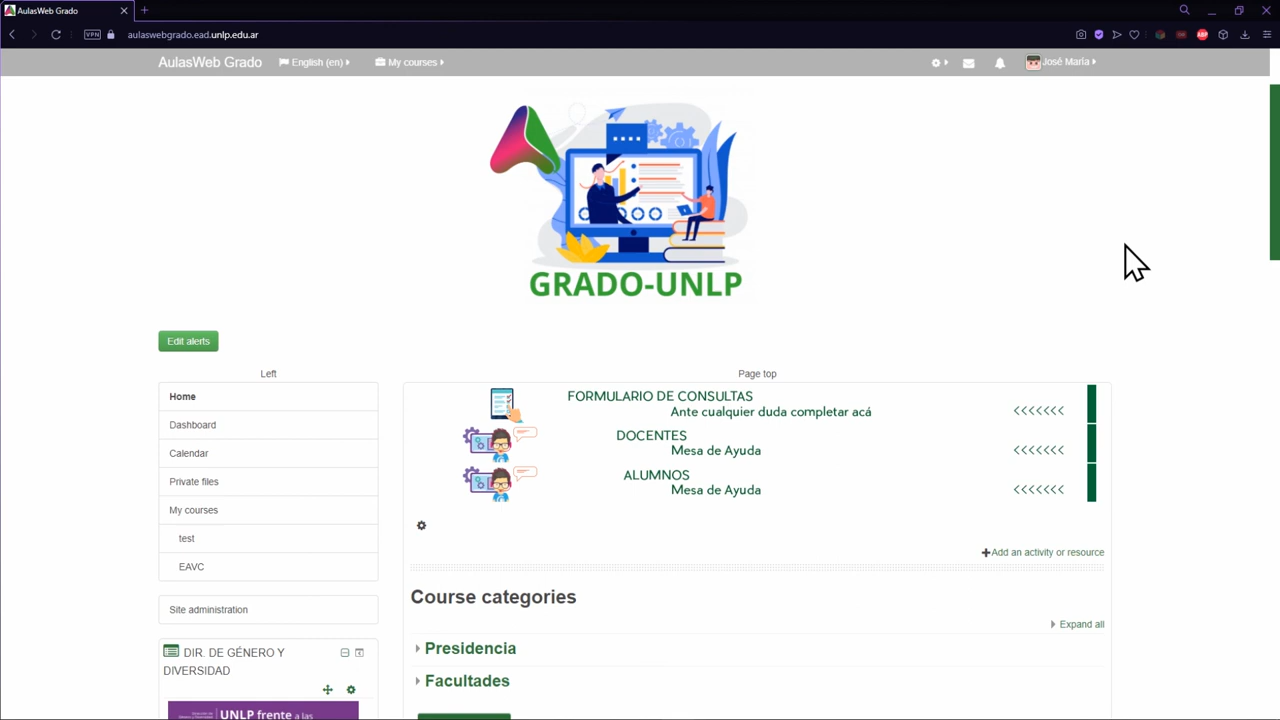 AulasWeb Grado
VPN
aulaswebgrado.ead.unlp.edu.ar
ABP
AulasWeb Grado
English (en)
My courses
José María
GRADO-UNLP
Edit alerts
Left
Home
Dashboard
Calendar
Private files
My courses
test
EAVC
Site administration
DIR. DE GÉNERO Y
DIVERSIDAD
UNLP frente a las
Page top
FORMULARIO DE CONSULTAS
Ante cualquier duda completar acá
<<<<<<<
DOCENTES
Mesa de Ayuda
<<<<<<<
ALUMNOS
Mesa de Ayuda
<<<<<<<
Add an activity or resource
Course categories
Expand all
Presidencia
Facultades